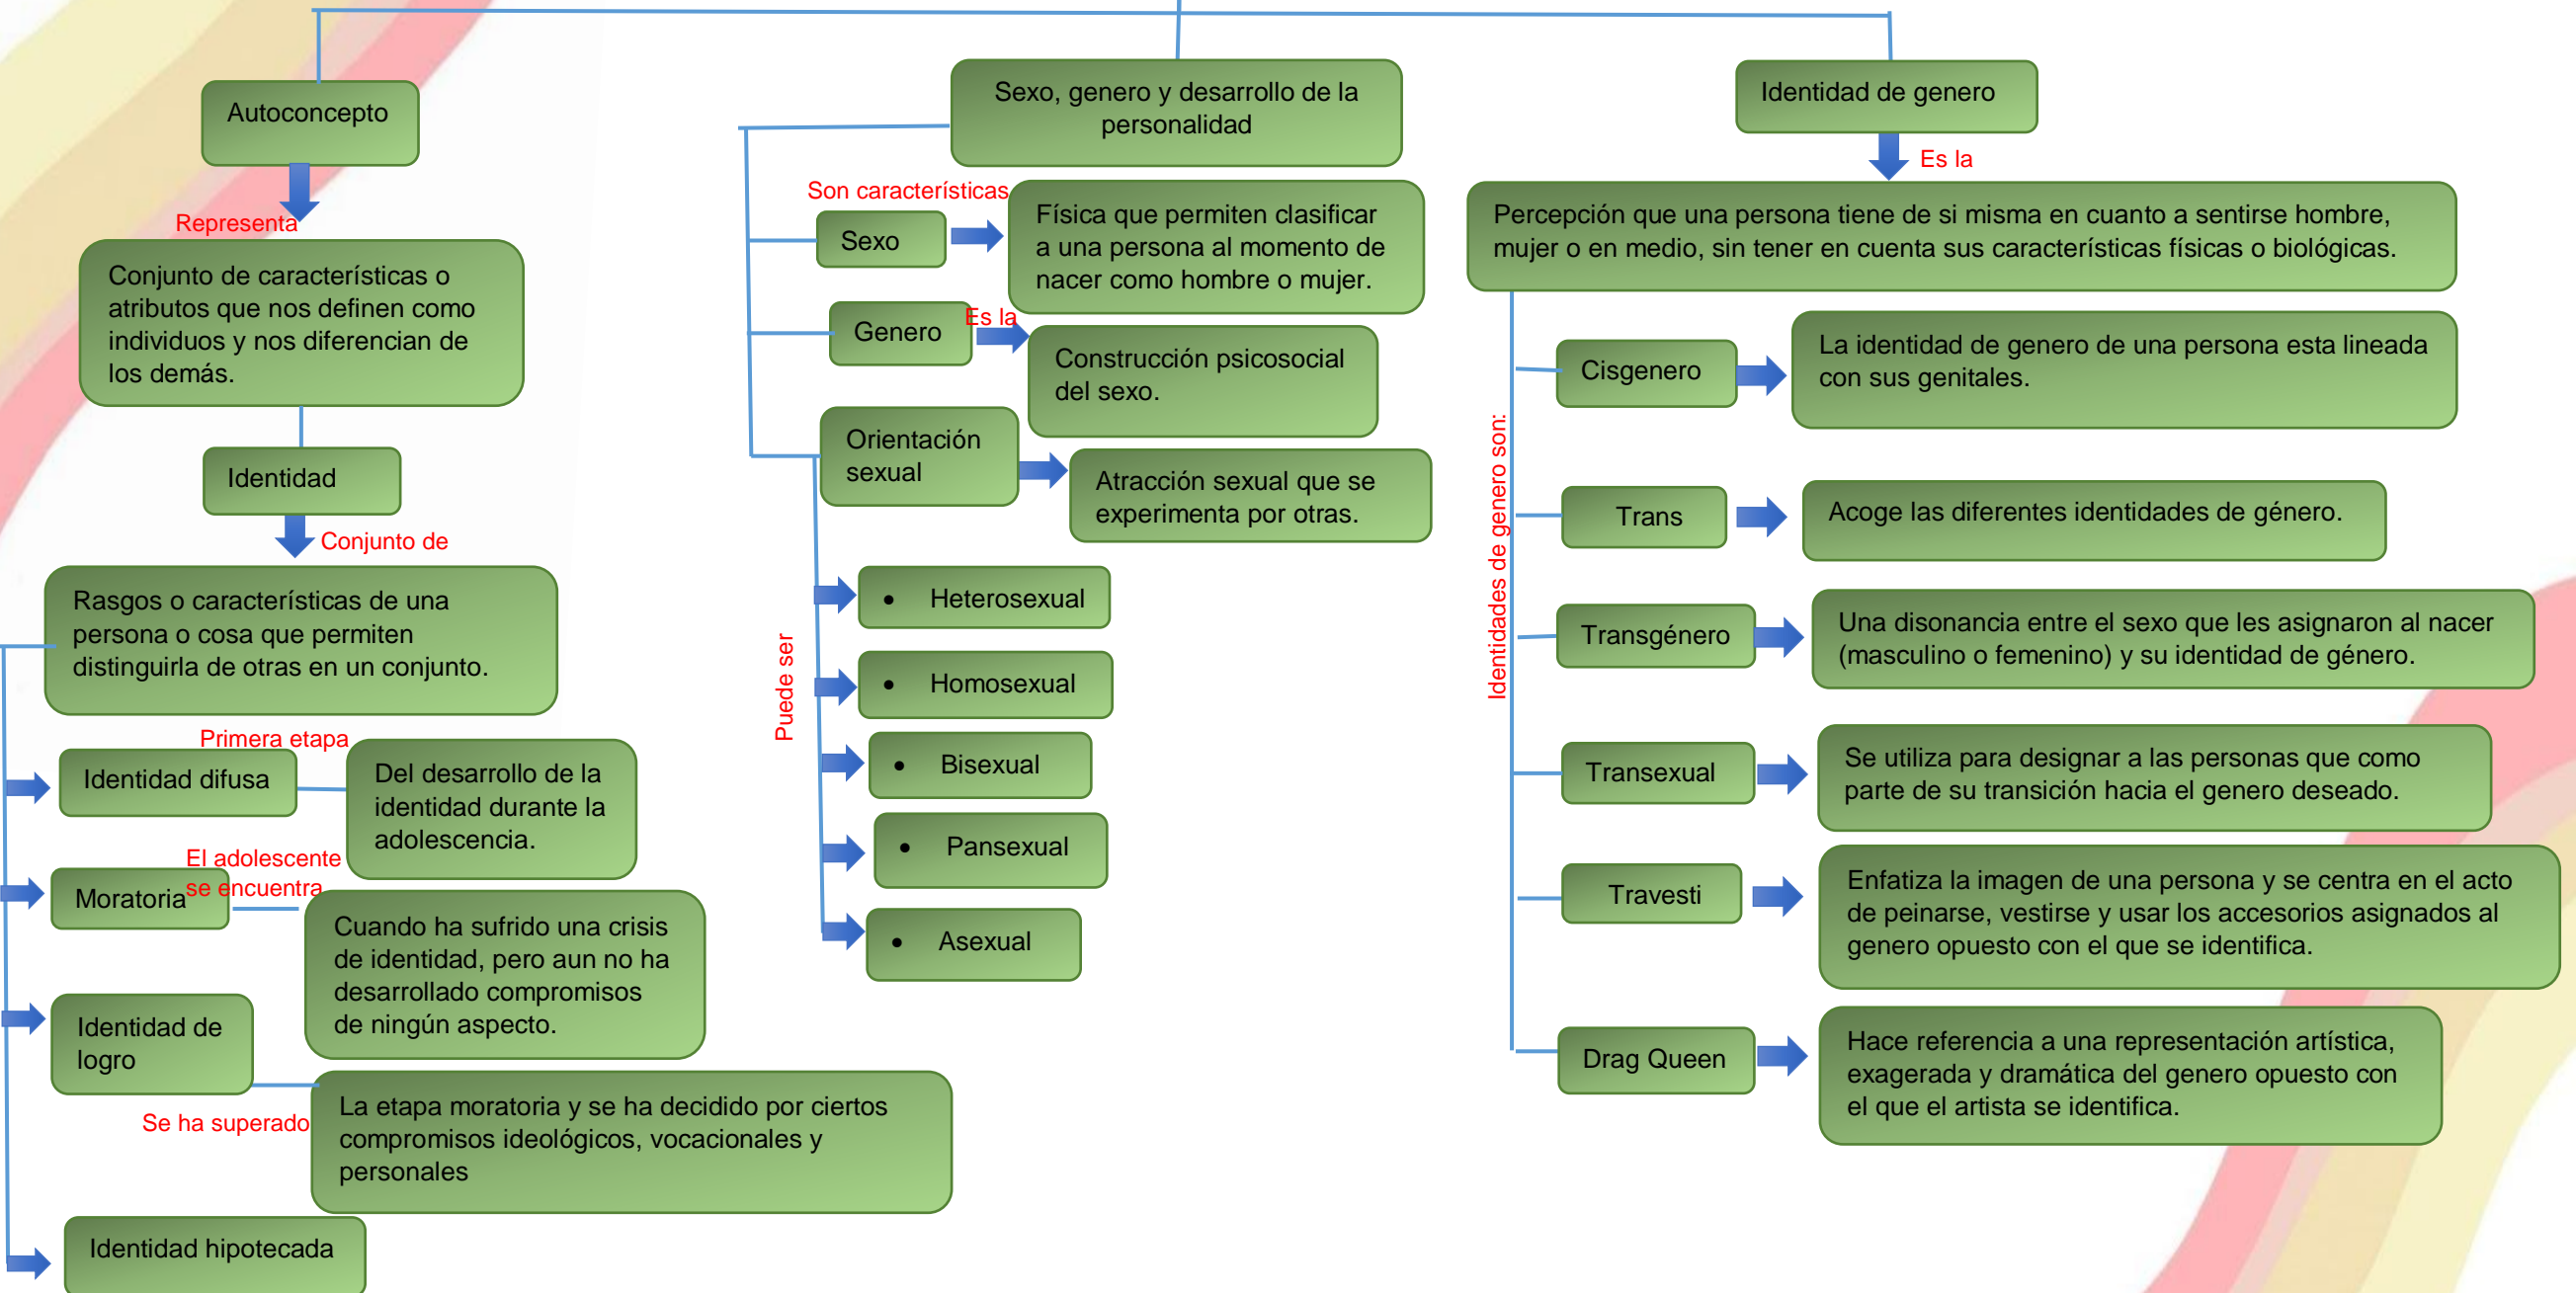 Autoconcepto
Representa
Conjunto de características o
atributos que nos definen como
individuos y nos diferencian de
los demás.
Identidad
Conjunto de
Rasgos o características de una
persona o cosa que permiten
distinguirla de otras en un conjunto.
Primera etapa
Identidad difusa
Del desarrollo de la
identidad durante la
adolescencia.
El adolescente
se encuentra
Moratoria
Cuando ha sufrido una crisis
de identidad, pero aun no ha
desarrollado compromisos
de ningún aspecto.
Identidad de
logro
Se ha superado
La etapa moratoria y se ha decidido por ciertos
compromisos ideológicos, vocacionales y
personales
Identidad hipotecada
Sexo, genero y desarrollo de la
personalidad
Son características
Sexo
Física que permiten clasificar
a una persona al momento de
nacer como hombre o mujer.
Genero
Es la
Construcción psicosocial
del sexo.
Orientación
sexual
Atracción sexual que se
experimenta por otras.
Puede ser
• Heterosexual
• Homosexual
• Bisexual
• Pansexual
• Asexual
Identidad de genero
Es la
Percepción que una persona tiene de si misma en cuanto a sentirse hombre,
mujer o en medio, sin tener en cuenta sus características físicas o biológicas.
Identidades de genero son:
Cisgenero
La identidad de genero de una persona esta lineada
con sus genitales.
Trans
Acoge las diferentes identidades de género.
Transgénero
Una disonancia entre el sexo que les asignaron al nacer
(masculino o femenino) y su identidad de género.
Transexual
Se utiliza para designar a las personas que como
parte de su transición hacia el genero deseado.
Travesti
Enfatiza la imagen de una persona y se centra en el acto
de peinarse, vestirse y usar los accesorios asignados al
genero opuesto con el que se identifica.
Drag Queen
Hace referencia a una representación artística,
exagerada y dramática del genero opuesto con
el que el artista se identifica.